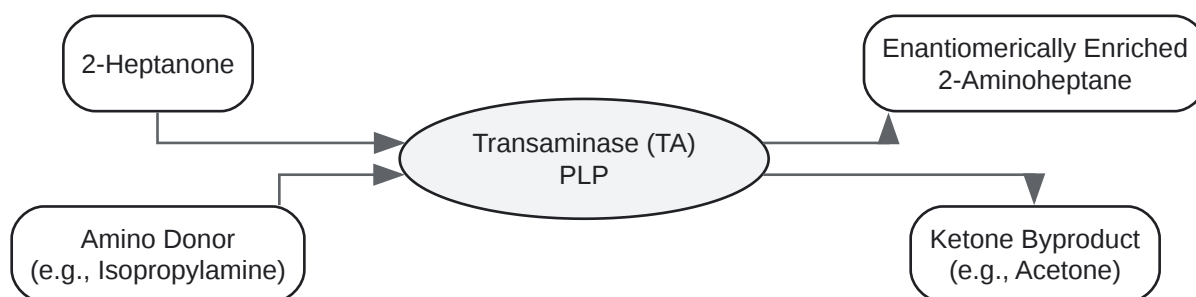 2-Heptanone
Amino Donor
(e.g., Isopropylamine)
Transaminase (TA)
PLP
Enantiomerically Enriched
2-Aminoheptane
Ketone Byproduct
(e.g., Acetone)